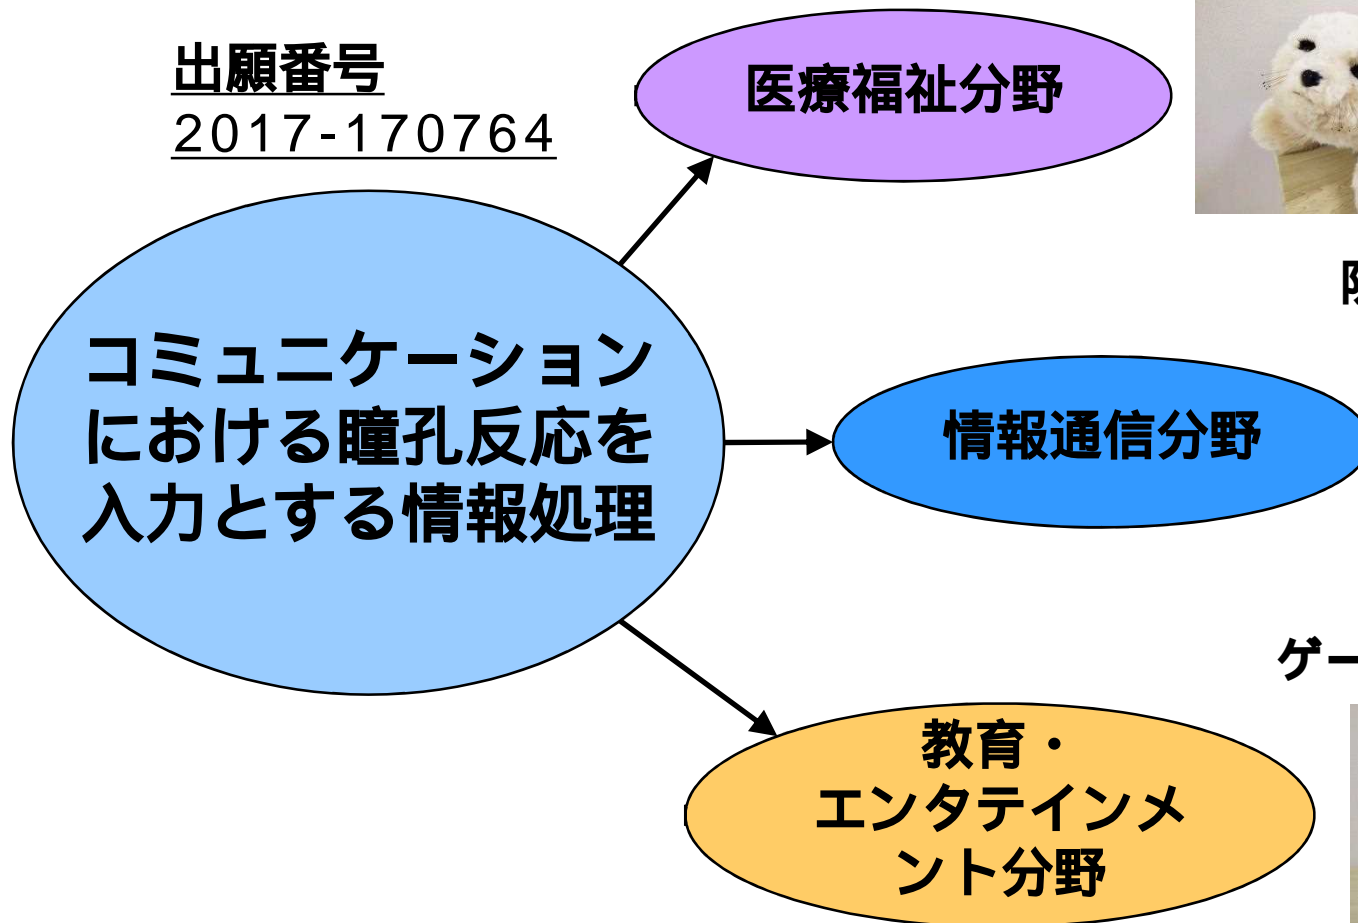 出願番号
2017-170764
医療福祉分野
コミュニケーション
における瞳孔反応を
入力とする情報処理
情報通信分野
ゲー
教育・
エンタテインメ
ント分野